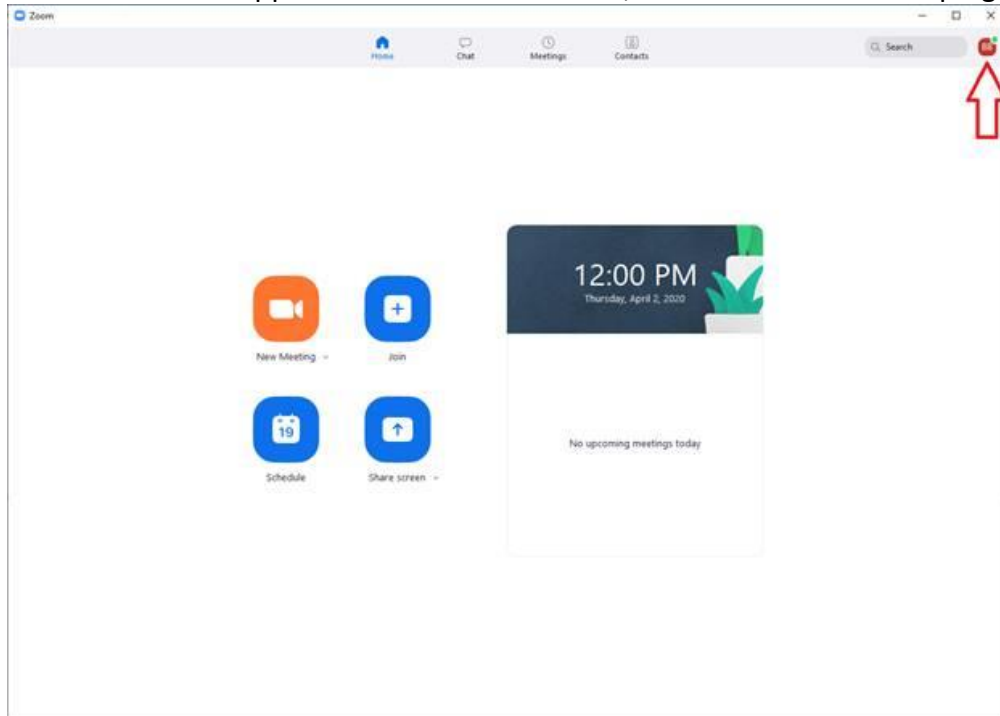 Zoom
Home
Chat
Meetings
Contacts
Search
12:00 PM
Thursday, April 2, 2020
New Meeting
Join
19
Schedule
Share screen
No upcoming meetings today